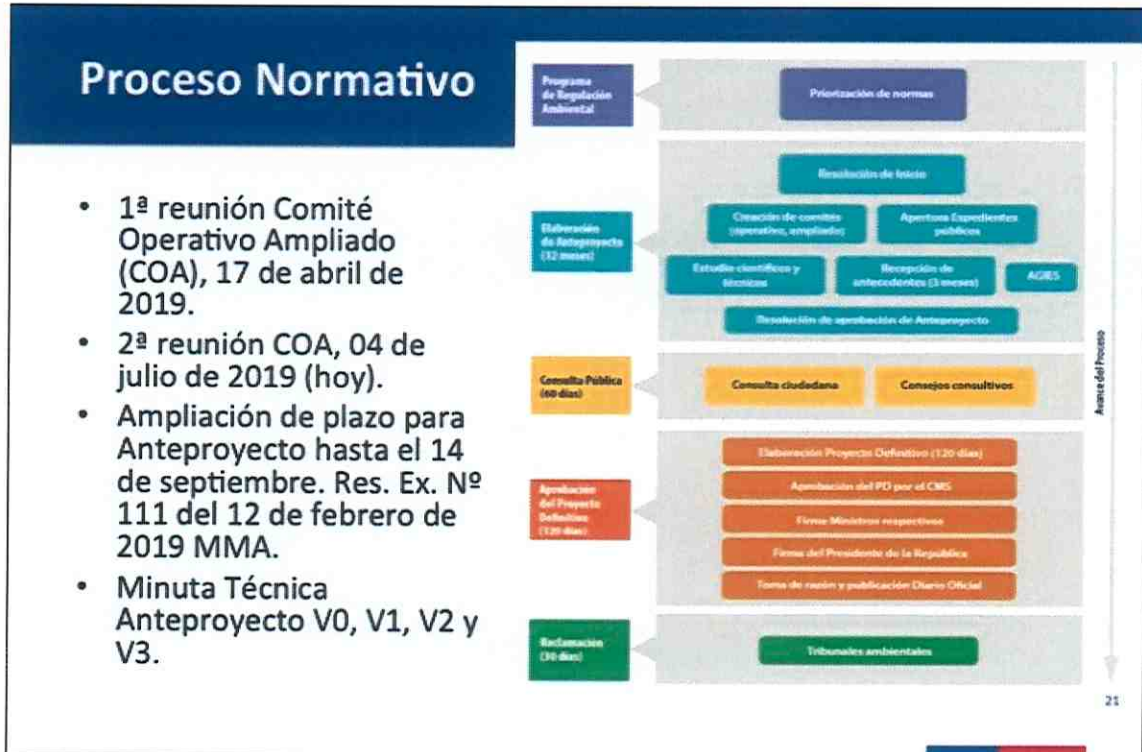 Proceso Normativo
• 1ª reunión Comité
Operativo Ampliado
(COA), 17 de abril de
2019.
• 2ª reunión COA, 04 de
julio de 2019 (hoy).
• Ampliación de plazo para
Anteproyecto hasta el 14
de septiembre. Res. Ex. Nº
111 del 12 de febrero de
2019 MMA.
• Minuta Técnica
Anteproyecto V0, V1, V2 y
V3.
Programa
de Regulación
Ambiental
Priorización de normas
Elaboración
de Anteproyecto
(12 meses)
Resolución de Inicio
Creación de comités
(operativo, ampliado)
Apertura Expedientes
públicos
Estudio científicos y
técnicos
Recepción de
antecedentes (3 meses)
AGIES
Resolución de aprobación de Anteproyecto
Consulta Pública
(60 días)
Consulta ciudadana
Consejos consultivos
Aprobación
del Proyecto
Definitivo
(120 días)
Elaboración Proyecto Definitivo (120 días)
Aprobación del PD por el CMS
Firma Ministros respectivos
Firma del Presidente de la República
Toma de razón y publicación Diario Oficial
Reclamación
(30 días)
Tribunales ambientales
Avance del Proceso
21